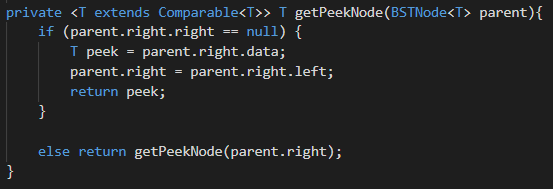 private <T extends Comparable<T>> T getPeekNode(BSTNode<T> parent){
    if (parent.right.right == null) {
        T peek = parent.right.data;
        parent.right = parent.right.left;
        return peek;
    }

    else return getPeekNode(parent.right);
}